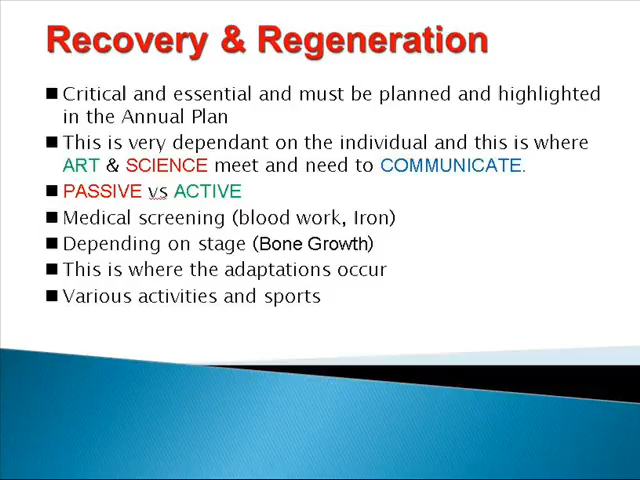 Recovery & Regeneration
■ Critical and essential and must be planned and highlighted
in the Annual Plan
■ This is very dependant on the individual and this is where
ART & SCIENCE meet and need to COMMUNICATE.
■ PASSIVE vs ACTIVE
■ Medical screening (blood work, Iron)
■ Depending on stage (Bone Growth)
■ This is where the adaptations occur
■ Various activities and sports